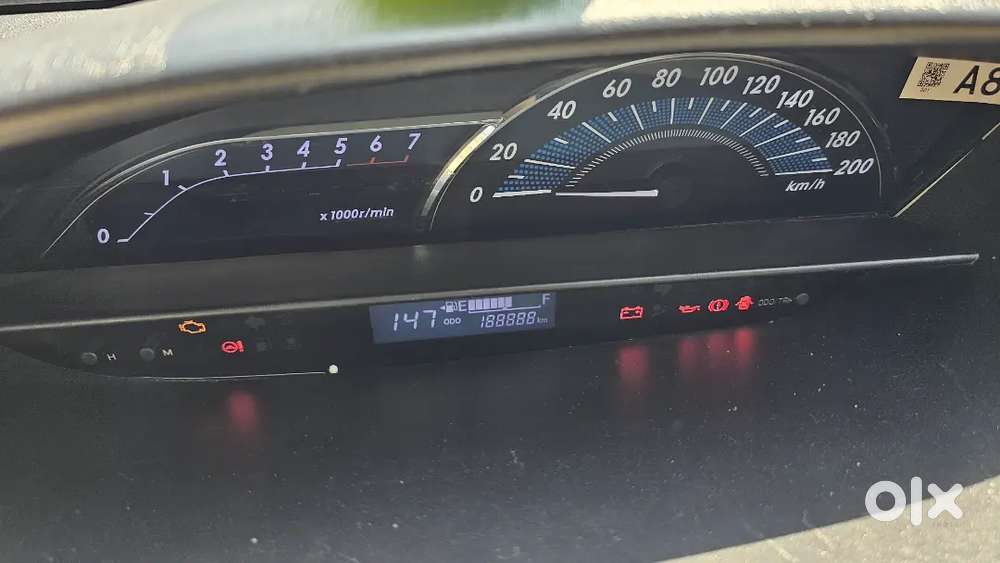 A8
0 1 2 3 4 5 6 7
x1000r/min
0 20 40 60 80 100 120 140 160 180 200
km/h
E F
147 ODO 188888 km
H M
ODO/TRIP
olx